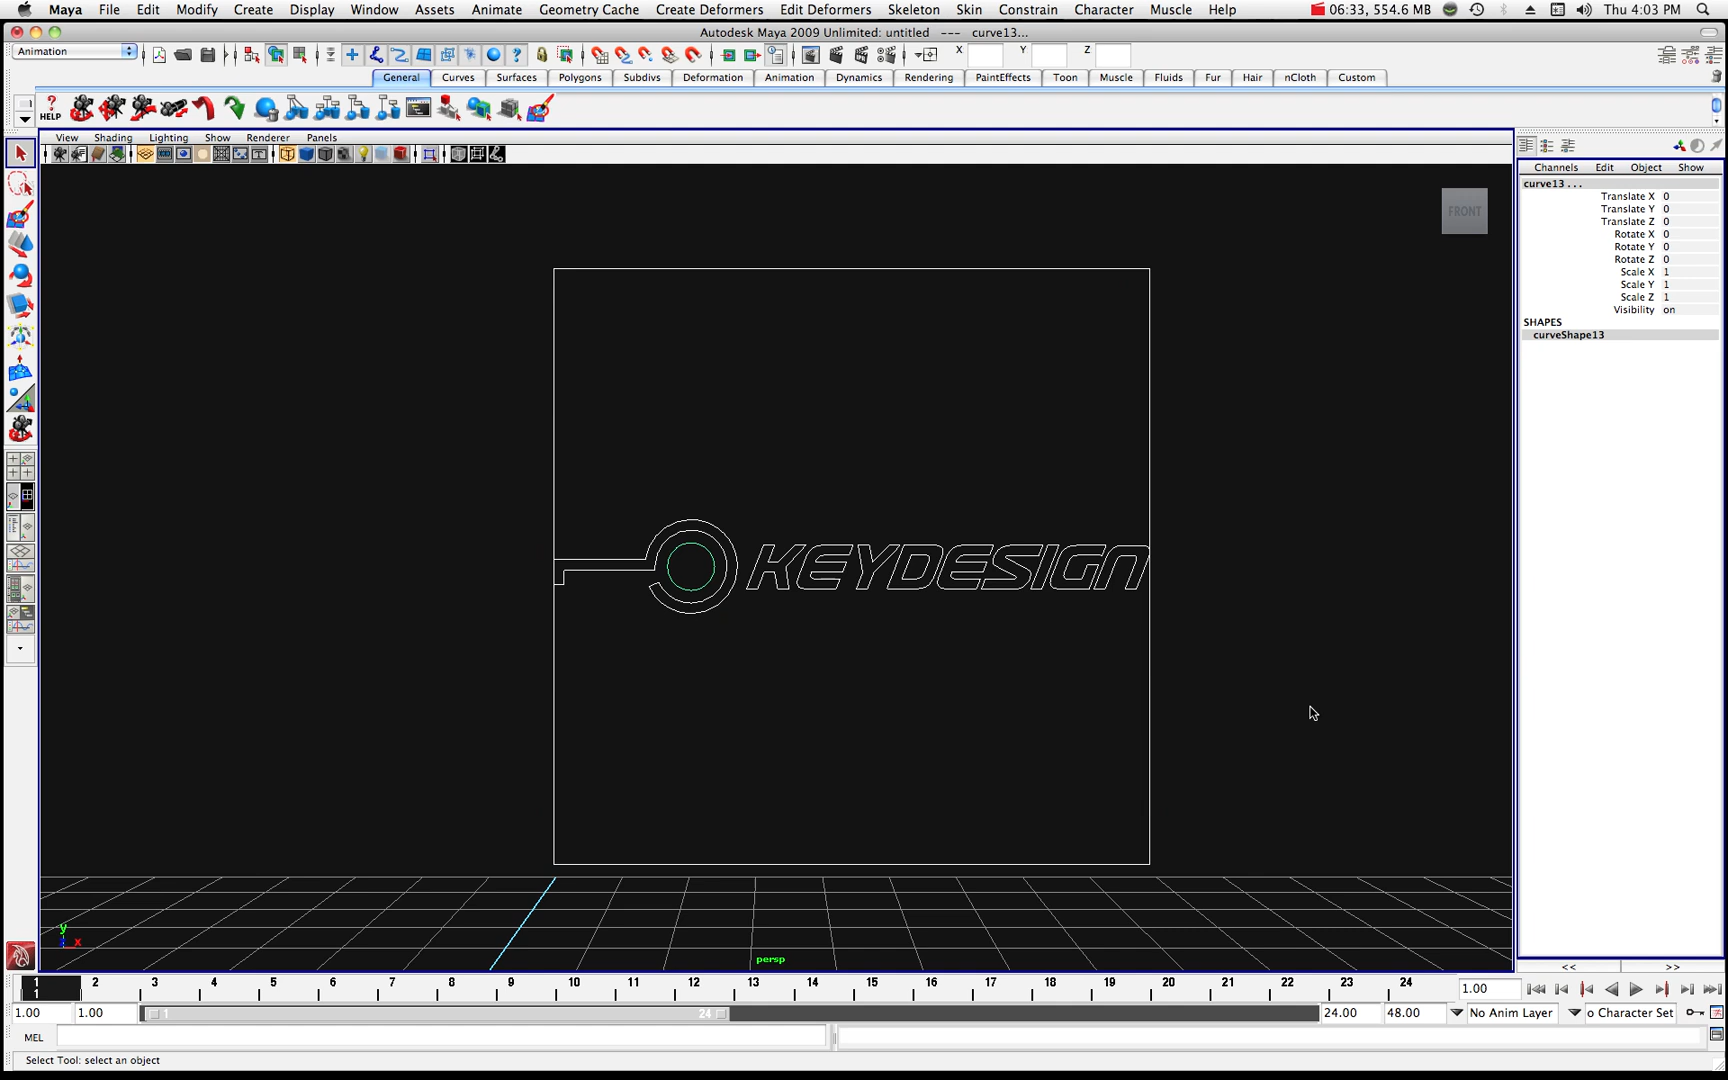 Maya File Edit Modify Create Display Window Assets Animate Geometry Cache Create Deformers Edit Deformers Skeleton Skin Constrain Character Muscle Help 06:33, 554.6 MB Thu 4:03 PM
Autodesk Maya 2009 Unlimited: untitled --- curve13...
Animation X Y Z
General Curves Surfaces Polygons Subdivs Deformation Animation Dynamics Rendering PaintEffects Toon Muscle Fluids Fur Hair nCloth Custom
? HELP
View Shading Lighting Show Renderer Panels
Channels Edit Object Show
curve13 ...
Translate X 0
Translate Y 0
Translate Z 0
Rotate X 0
Rotate Y 0
Rotate Z 0
Scale X 1
Scale Y 1
Scale Z 1
Visibility on
SHAPES
curveShape13
FRONT
KEYDESIGN
y
z x
persp
<< >>
1 2 3 4 5 6 7 8 9 10 11 12 13 14 15 16 17 18 19 20 21 22 23 24
1 1.00
1.00 1.00 1 24 24.00 48.00 No Anim Layer o Character Set
MEL
Select Tool: select an object